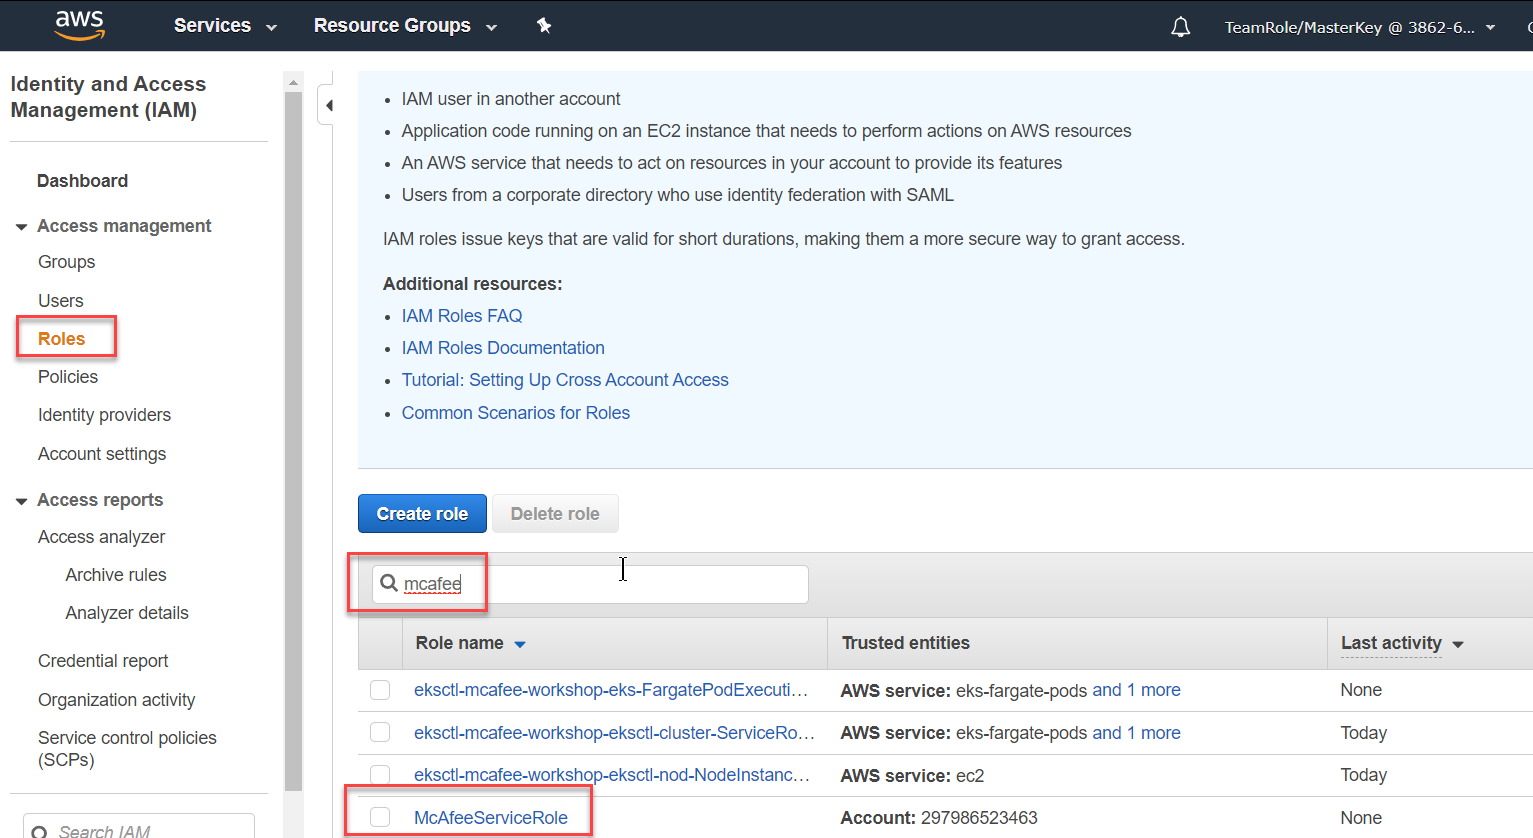 aws
Services
Resource Groups
TeamRole/MasterKey @ 3862-6...
Identity and Access
Management (IAM)
Dashboard
Access management
Groups
Users
Roles
Policies
Identity providers
Account settings
Access reports
Access analyzer
Archive rules
Analyzer details
Credential report
Organization activity
Service control policies
(SCPs)
Search IAM
IAM user in another account
Application code running on an EC2 instance that needs to perform actions on AWS resources
An AWS service that needs to act on resources in your account to provide its features
Users from a corporate directory who use identity federation with SAML
IAM roles issue keys that are valid for short durations, making them a more secure way to grant access.
Additional resources:
IAM Roles FAQ
IAM Roles Documentation
Tutorial: Setting Up Cross Account Access
Common Scenarios for Roles
Create role
Delete role
mcafee
Role name
Trusted entities
Last activity
eksctl-mcafee-workshop-eks-FargatePodExecuti... AWS service: eks-fargate-pods and 1 more None
eksctl-mcafee-workshop-eksctl-cluster-ServiceRo... AWS service: eks-fargate-pods and 1 more Today
eksctl-mcafee-workshop-eksctl-nod-NodeInstanc... AWS service: ec2 Today
McAfeeServiceRole Account: 297986523463 None